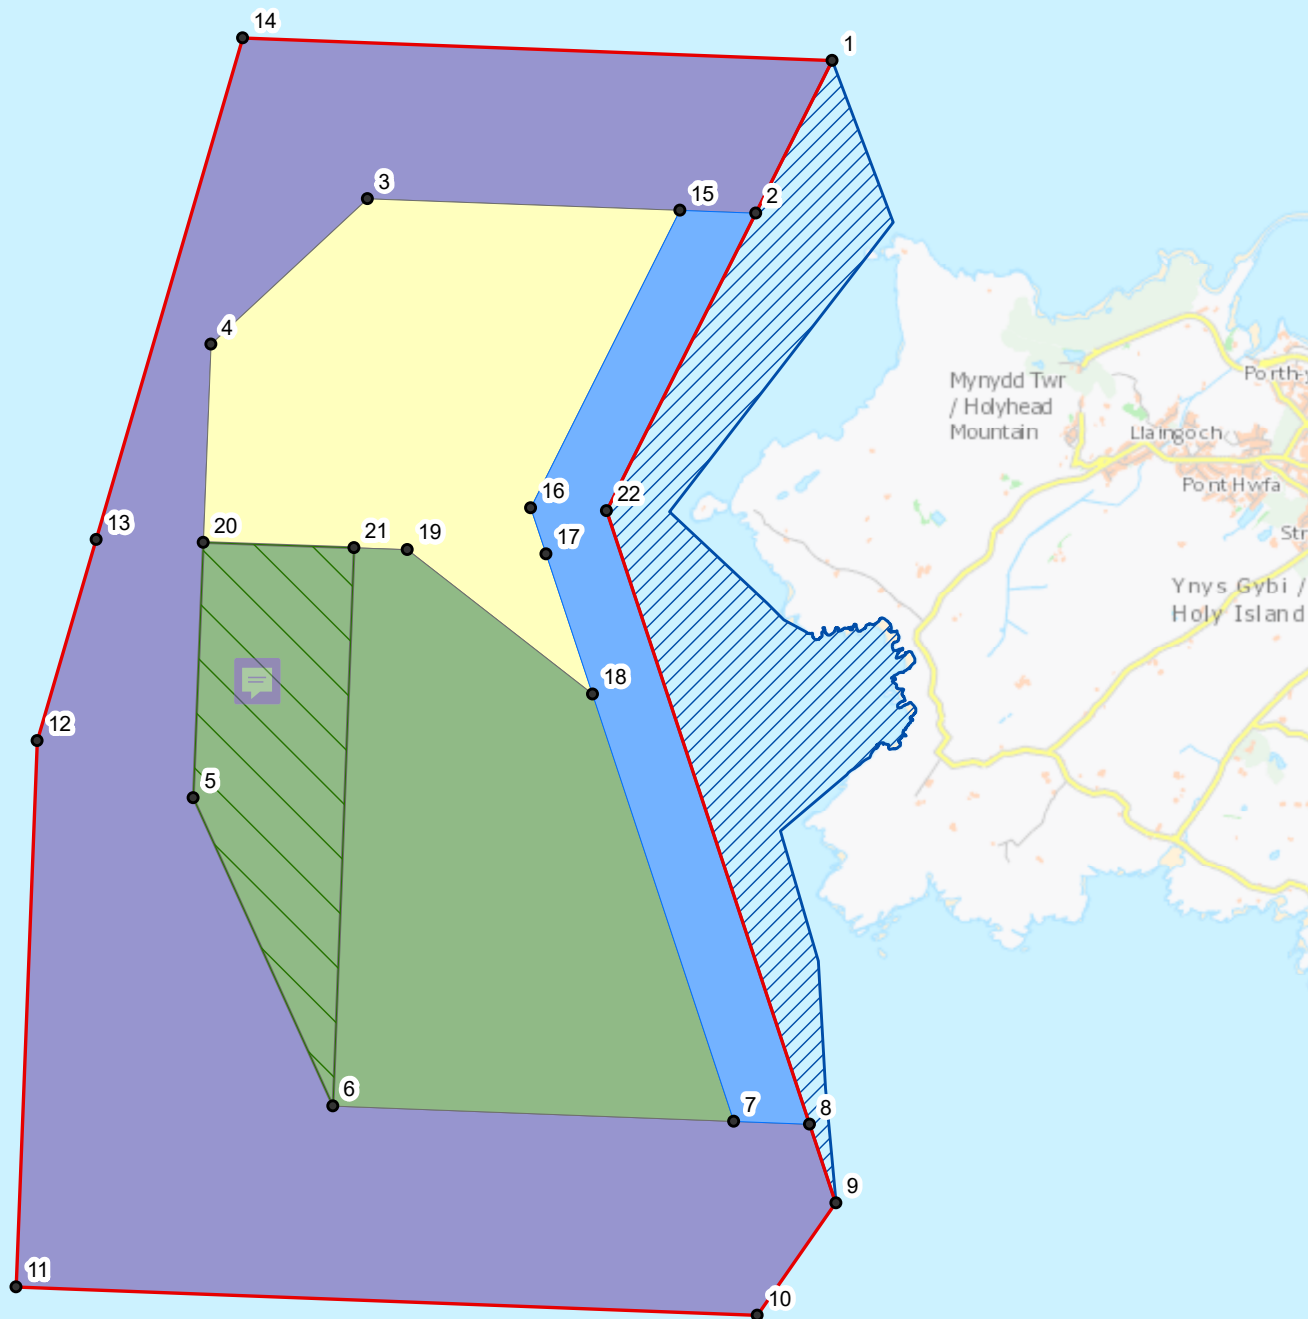 14
1
3
15
2
4
Mynydd Twr
/ Holyhead
Mountain
Porth-y
Llaingoch
Pont Hwfa
16
22
13
20
21
19
17
Str
Ynys Gybi /
Holy Island
18
12
5
6
7
8
9
11
10